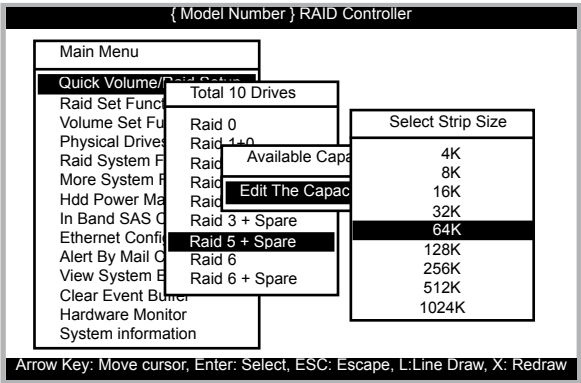 { Model Number } RAID Controller
Main Menu
Quick Volume/Raid Setup
Raid Set Funct
Volume Set Fu
Physical Drives
Raid System F
More System F
Hdd Power Ma
In Band SAS C
Ethernet Confi
Alert By Mail C
View System E
Clear Event Buffer
Hardware Monitor
System information
Total 10 Drives
Raid 0
Raid 1+0
Raid
Raid
Raid
Raid 3 + Spare
Raid 5 + Spare
Raid 6
Raid 6 + Spare
Available Capa
Edit The Capac
Select Strip Size
4K
8K
16K
32K
64K
128K
256K
512K
1024K
Arrow Key: Move cursor, Enter: Select, ESC: Escape, L:Line Draw, X: Redraw